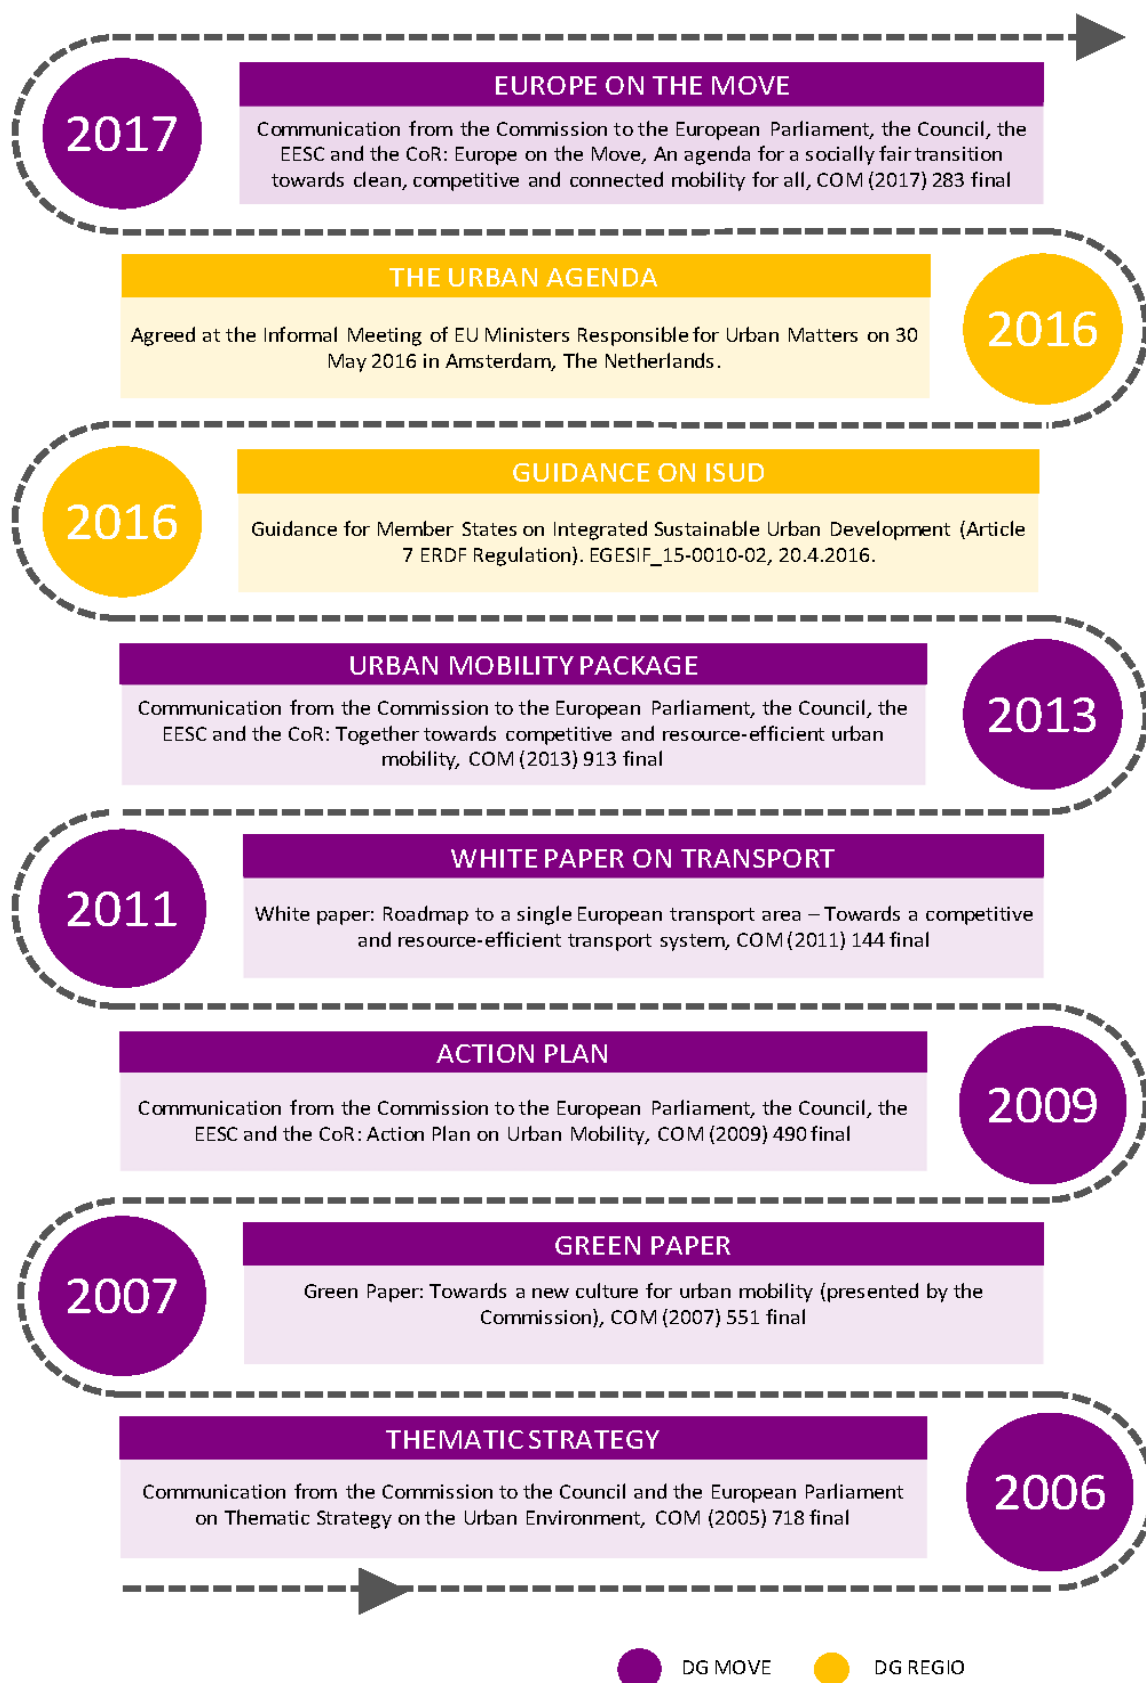 2017
EUROPE ON THE MOVE
Communication from the Commission to the European Parliament, the Council, the
EESC and the CoR: Europe on the Move, An agenda for a socially fair transition
towards clean, competitive and connected mobility for all, COM (2017) 283 final
THE URBAN AGENDA
Agreed at the Informal Meeting of EU Ministers Responsible for Urban Matters on 30
May 2016 in Amsterdam, The Netherlands.
2016
2016
GUIDANCE ON ISUD
Guidance for Member States on Integrated Sustainable Urban Development (Article
7 ERDF Regulation). EGESIF_15-0010-02, 20.4.2016.
URBAN MOBILITY PACKAGE
Communication from the Commission to the European Parliament, the Council, the
EESC and the CoR: Together towards competitive and resource-efficient urban
mobility, COM (2013) 913 final
2013
2011
WHITE PAPER ON TRANSPORT
White paper: Roadmap to a single European transport area – Towards a competitive
and resource-efficient transport system, COM (2011) 144 final
ACTION PLAN
Communication from the Commission to the European Parliament, the Council, the
EESC and the CoR: Action Plan on Urban Mobility, COM (2009) 490 final
2009
2007
GREEN PAPER
Green Paper: Towards a new culture for urban mobility (presented by the
Commission), COM (2007) 551 final
THEMATIC STRATEGY
Communication from the Commission to the Council and the European Parliament
on Thematic Strategy on the Urban Environment, COM (2005) 718 final
2006
DG MOVE
DG REGIO